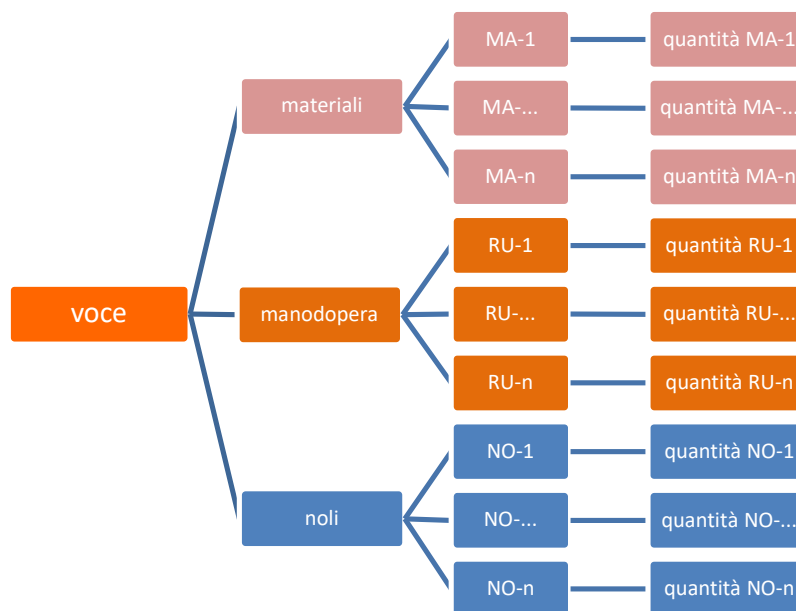 MA-1
quantità MA-1
materiali
MA-...
quantità MA-...
MA-n
quantità MA-n
RU-1
quantità RU-1
voce
manodopera
RU-...
quantità RU-...
RU-n
quantità RU-n
NO-1
quantità NO-1
noli
NO-...
quantità NO-...
NO-n
quantità NO-n